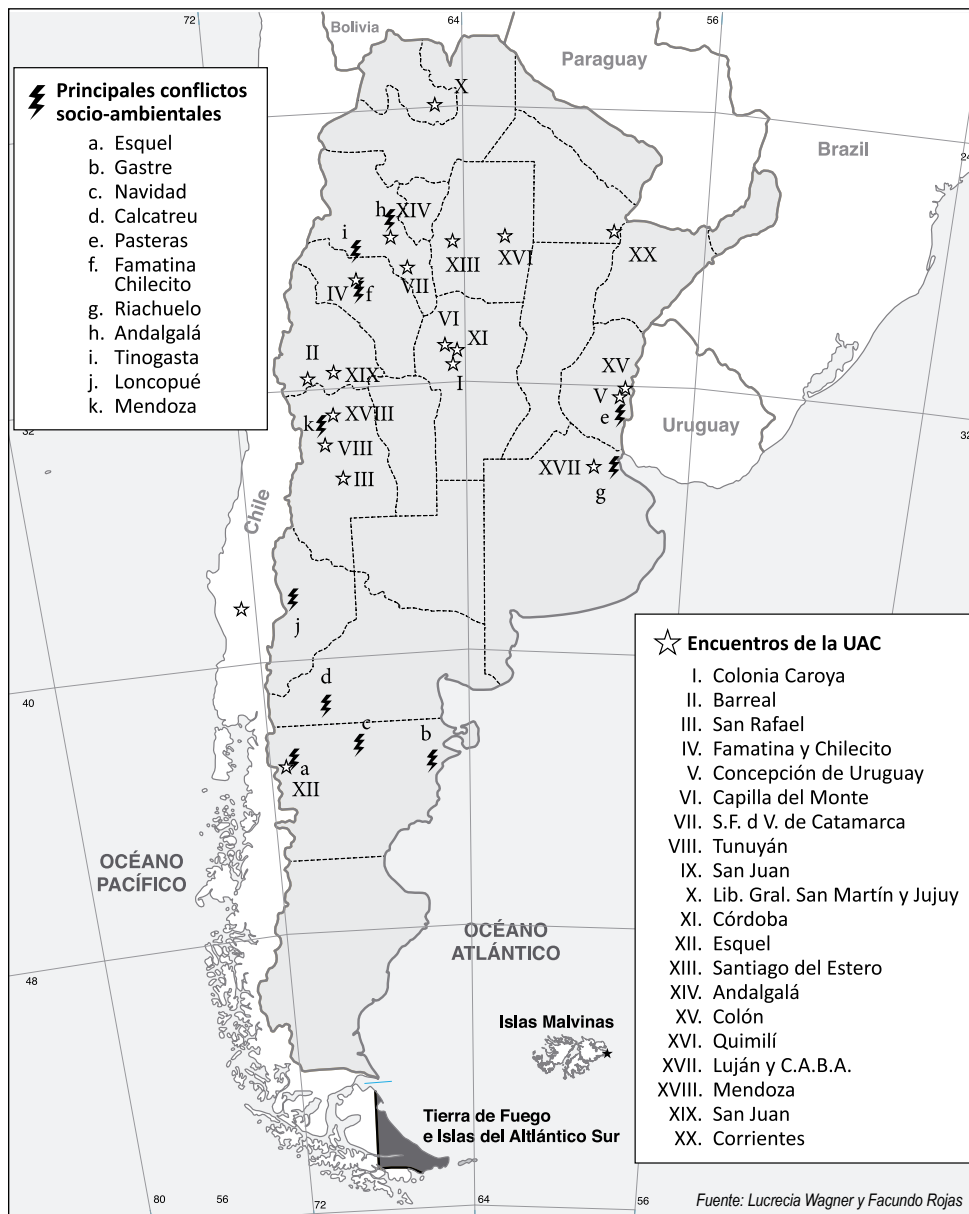 72
64
56
Bolivia
Paraguay
Brazil
24
Principales conflictos
socio-ambientales
a. Esquel
b. Gastre
c. Navidad
d. Calcatreu
e. Pasteras
f. Famatina
Chilecito
g. Riachuelo
h. Andalgalá
i. Tinogasta
j. Loncopué
k. Mendoza
X
h
XIV
i
XIII
XVI
XX
VII
IV
f
VI
XI
II
XIX
I
XV
V
e
Uruguay
32
32
k
XVIII
VIII
III
XVII
g
Chile
j
d
40
c
b
a
XII
Encuentros de la UAC
I. Colonia Caroya
II. Barreal
III. San Rafael
IV. Famatina y Chilecito
V. Concepción de Uruguay
VI. Capilla del Monte
VII. S.F. d V. de Catamarca
VIII. Tunuyán
IX. San Juan
X. Lib. Gral. San Martín y Jujuy
XI. Córdoba
XII. Esquel
XIII. Santiago del Estero
XIV. Andalgalá
XV. Colón
XVI. Quimilí
XVII. Luján y C.A.B.A.
XVIII. Mendoza
XIX. San Juan
XX. Corrientes
OCÉANO
PACÍFICO
OCÉANO
ATLÁNTICO
48
Islas Malvinas
Tierra de Fuego
e Islas del Altlántico Sur
80
56
72
64
56
Fuente: Lucrecia Wagner y Facundo Rojas